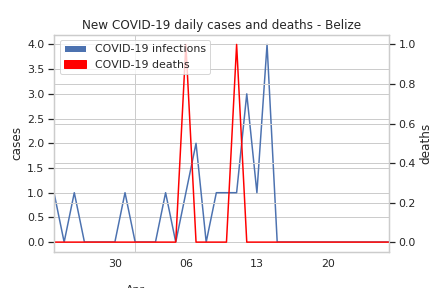 New COVID-19 daily cases and deaths - Belize
COVID-19 infections
COVID-19 deaths
4.0
3.5
3.0
2.5
2.0
1.5
1.0
0.5
0.0
cases
1.0
0.8
0.6
0.4
0.2
0.0
deaths
30 06 13 20
Apr